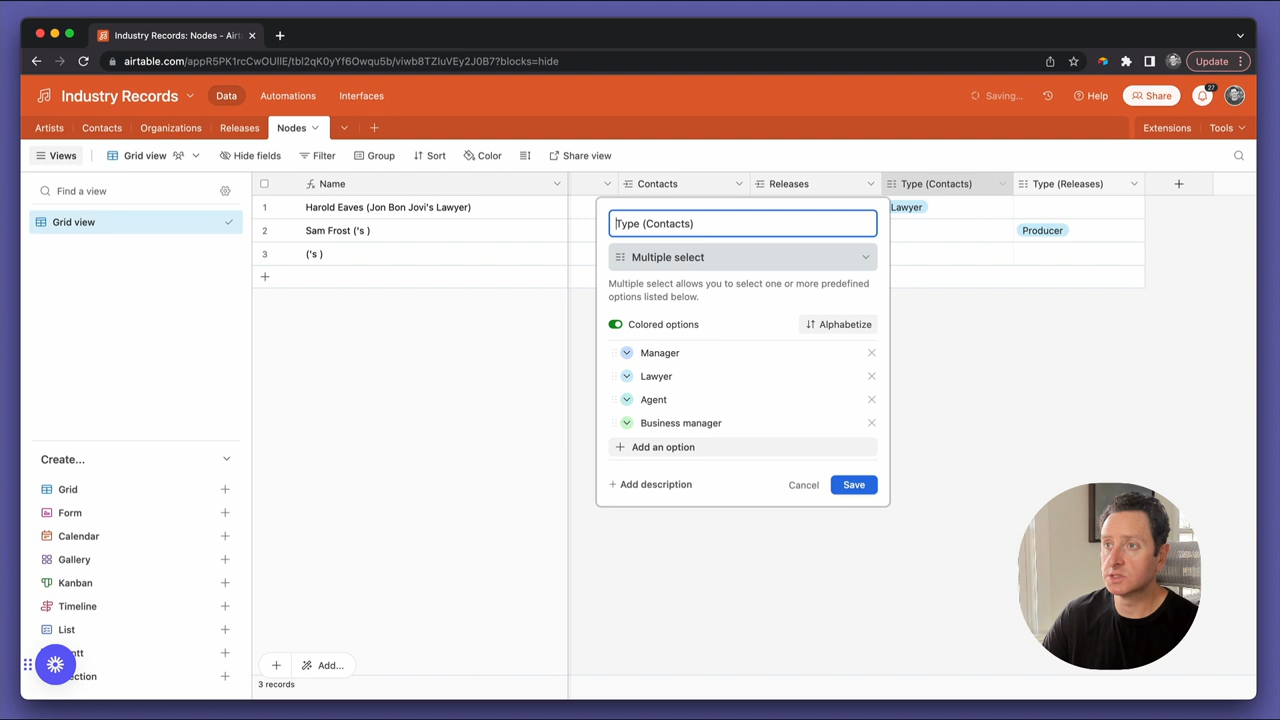 Industry Records: Nodes - Airt
airtable.com/appR5PK1rcCwOUIIE/tbl2qK0yYf6Owqu5b/viwb8TZIuVEy2J0B7?blocks=hide
Update
Industry Records
Data
Automations
Interfaces
Saving...
Help
Share
27
Artists
Contacts
Organizations
Releases
Nodes
Extensions
Tools
Views
Grid view
Hide fields
Filter
Group
Sort
Color
Share view
Find a view
Grid view
Name
Contacts
Releases
Type (Contacts)
Type (Releases)
1 Harold Eaves (Jon Bon Jovi's Lawyer)
Lawyer
2 Sam Frost ('s )
Producer
3 ('s )
Type (Contacts)
Multiple select
Multiple select allows you to select one or more predefined
options listed below.
Colored options
Alphabetize
Manager
Lawyer
Agent
Business manager
Add an option
Add description
Cancel
Save
Create...
Grid
Form
Calendar
Gallery
Kanban
Timeline
List
ntt
ection
Add...
3 records